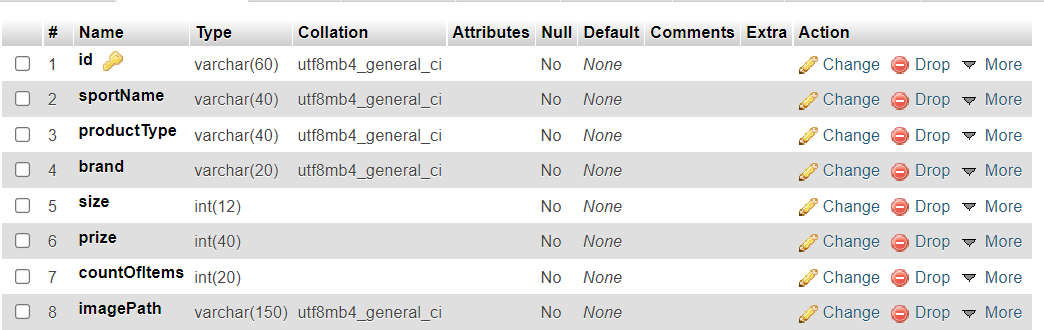 # Name Type Collation Attributes Null Default Comments Extra Action
1 id varchar(60) utf8mb4_general_ci No None Change Drop More
2 sportName varchar(40) utf8mb4_general_ci No None Change Drop More
3 productType varchar(40) utf8mb4_general_ci No None Change Drop More
4 brand varchar(20) utf8mb4_general_ci No None Change Drop More
5 size int(12) No None Change Drop More
6 prize int(40) No None Change Drop More
7 countOfItems int(20) No None Change Drop More
8 imagePath varchar(150) utf8mb4_general_ci No None Change Drop More